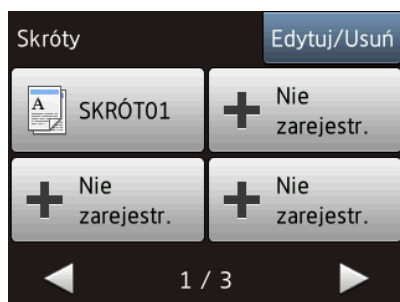 Skróty
Edytuj/Usuń
A
SKRÓT01
Nie
zarejestr.
Nie
zarejestr.
Nie
zarejestr.
1 / 3